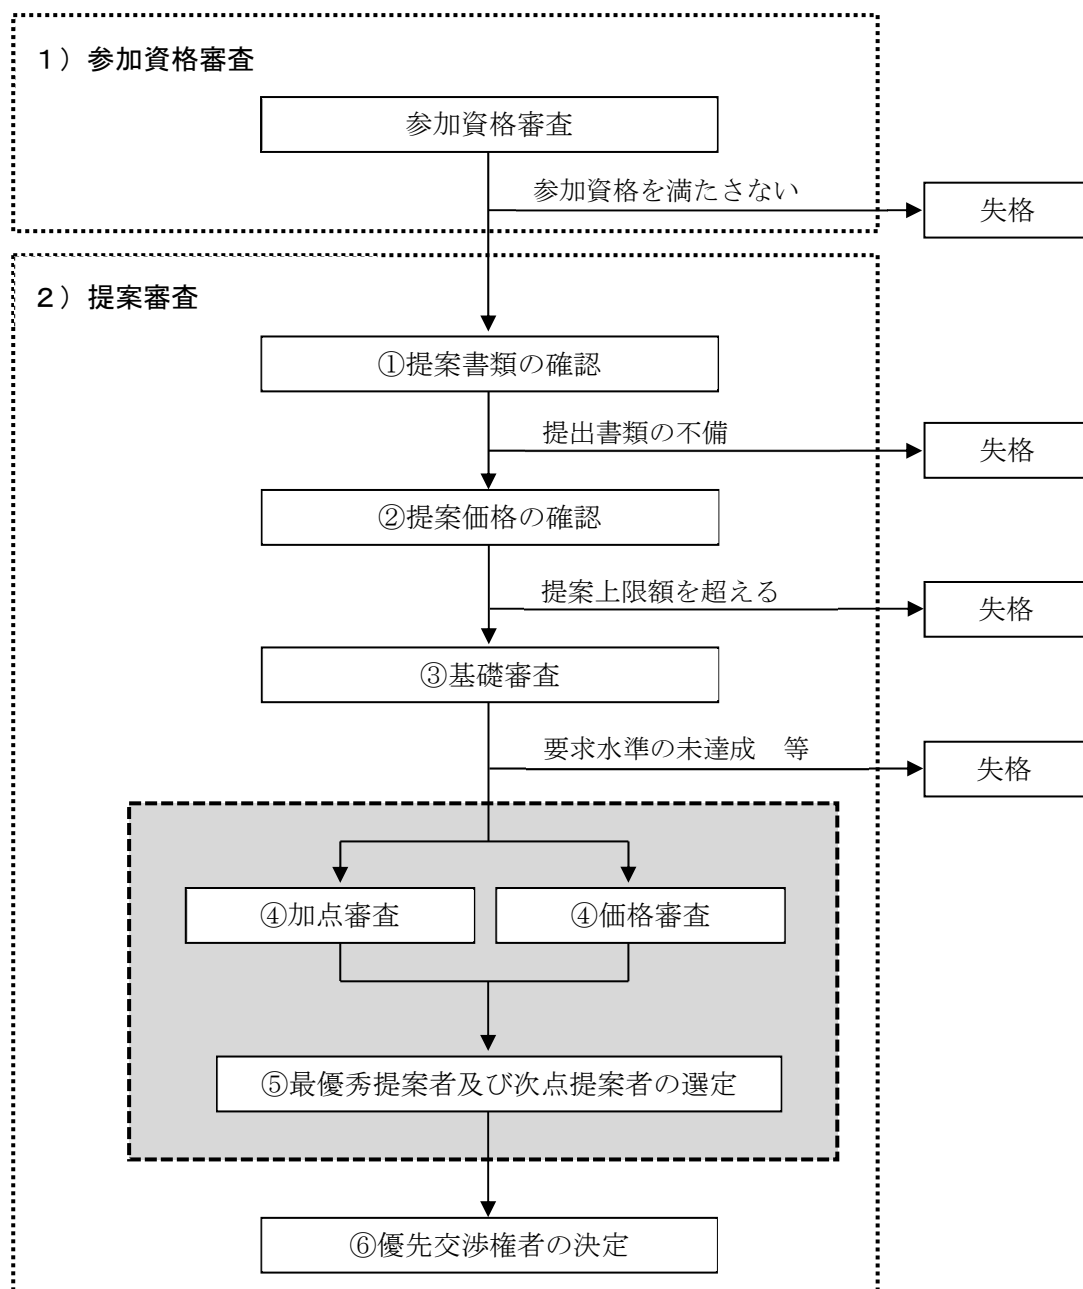 １）参加資格審査
参加資格審査
参加資格を満たさない
失格
２）提案審査
①提案書類の確認
提出書類の不備
失格
②提案価格の確認
提案上限額を超える
失格
③基礎審査
要求水準の未達成　等
失格
④加点審査
④価格審査
⑤最優秀提案者及び次点提案者の選定
⑥優先交渉権者の決定